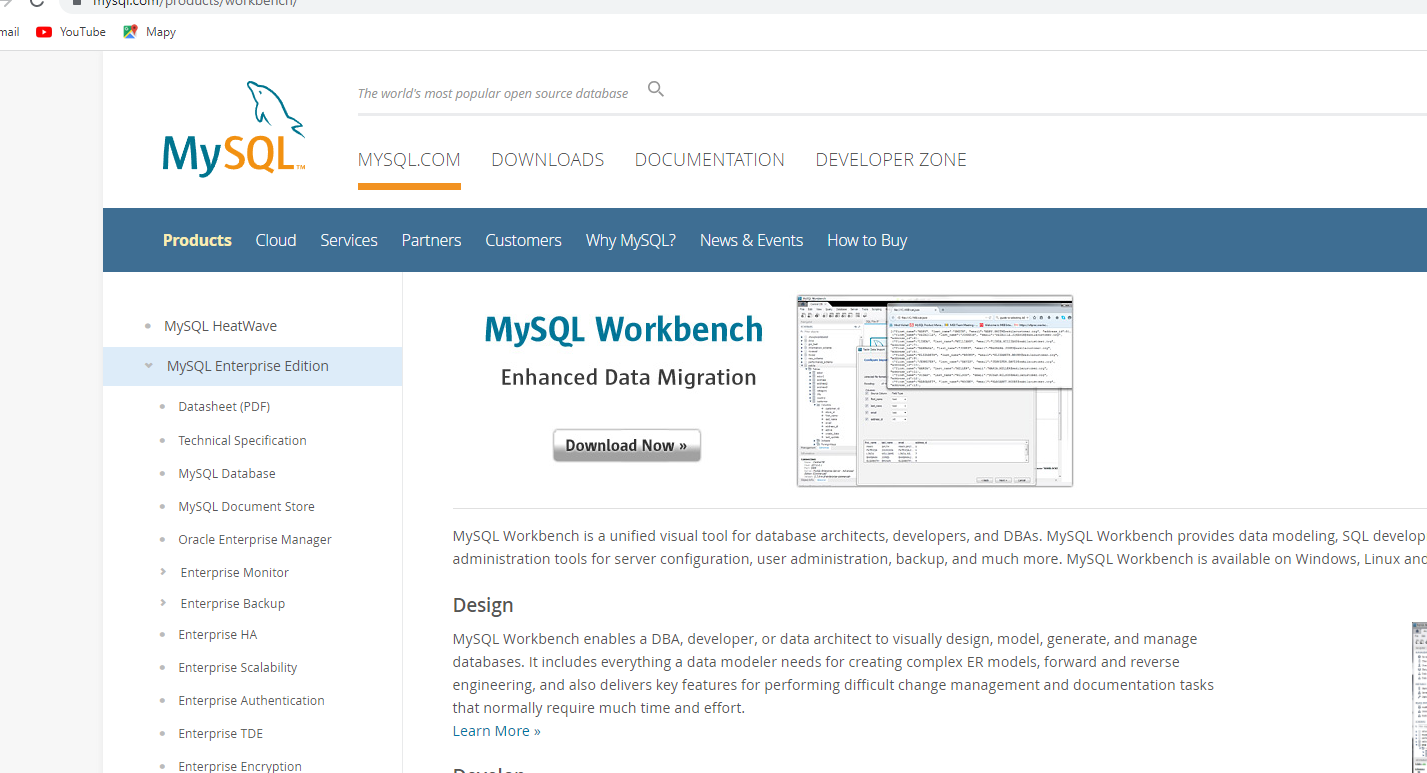 mysql.com/products/workbench/
mail YouTube Mapy
MySQL™
The world's most popular open source database
MYSQL.COM DOWNLOADS DOCUMENTATION DEVELOPER ZONE
Products Cloud Services Partners Customers Why MySQL? News & Events How to Buy
MySQL HeatWave
MySQL Enterprise Edition
Datasheet (PDF)
Technical Specification
MySQL Database
MySQL Document Store
Oracle Enterprise Manager
Enterprise Monitor
Enterprise Backup
Enterprise HA
Enterprise Scalability
Enterprise Authentication
Enterprise TDE
Enterprise Encryption
MySQL Workbench
Enhanced Data Migration
Download Now »
MySQL Workbench is a unified visual tool for database architects, developers, and DBAs. MySQL Workbench provides data modeling, SQL develop
administration tools for server configuration, user administration, backup, and much more. MySQL Workbench is available on Windows, Linux and
Design
MySQL Workbench enables a DBA, developer, or data architect to visually design, model, generate, and manage
databases. It includes everything a data modeler needs for creating complex ER models, forward and reverse
engineering, and also delivers key features for performing difficult change management and documentation tasks
that normally require much time and effort.
Learn More »
Develop